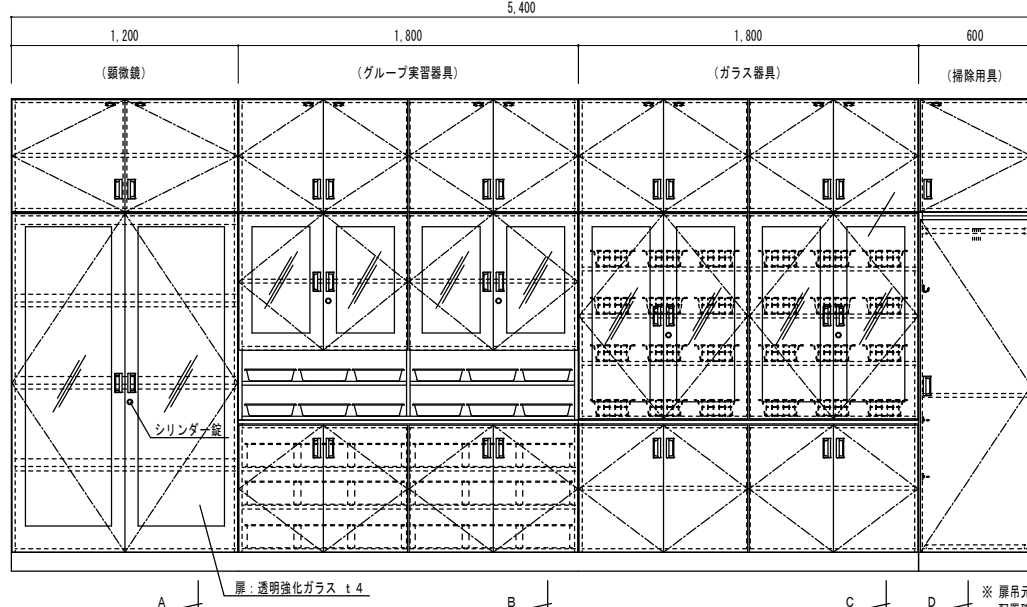 5,400
1,200
1,800
1,800
600
(顕微鏡)
(グループ実習器具)
(ガラス器具)
(掃除用具)
シリンダー錠
扉：透明強化ガラス t4
A
B
C
D
※ 扉吊元